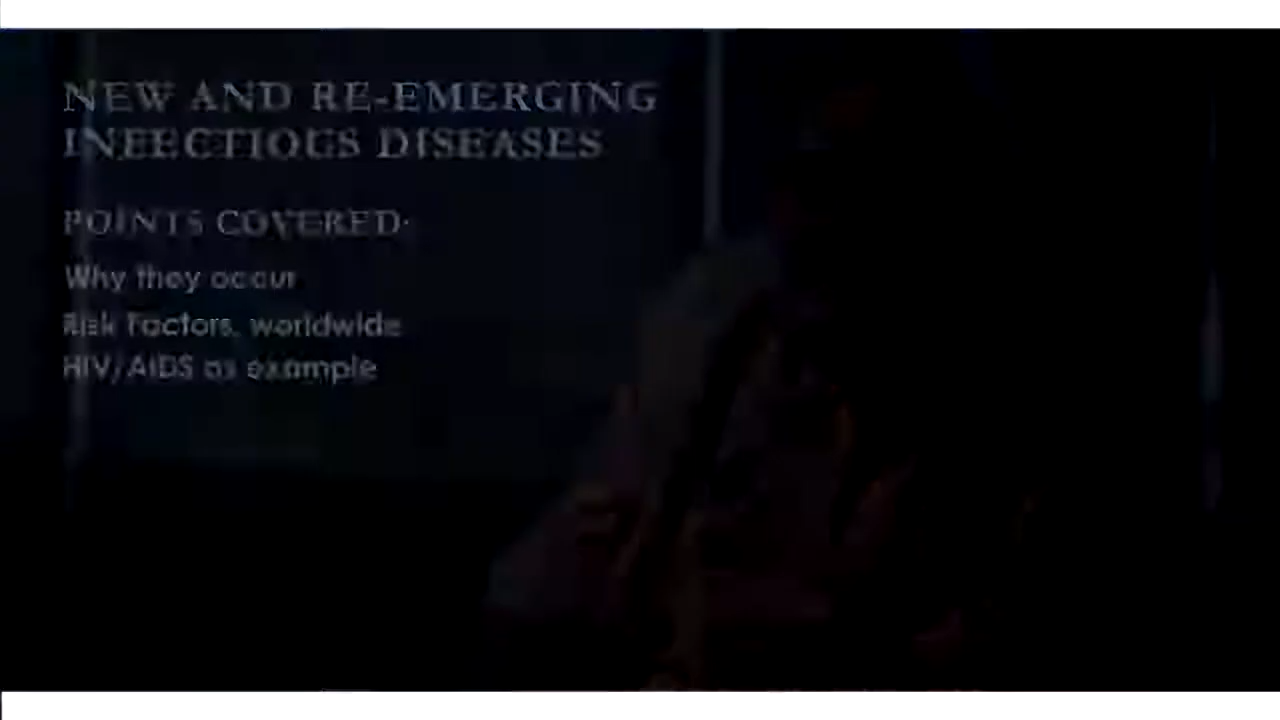 NEW AND RE-EMERGING
INFECTIOUS DISEASES
POINTS COVERED:
Why they occur
Risk Factors, worldwide
HIV/AIDS as example